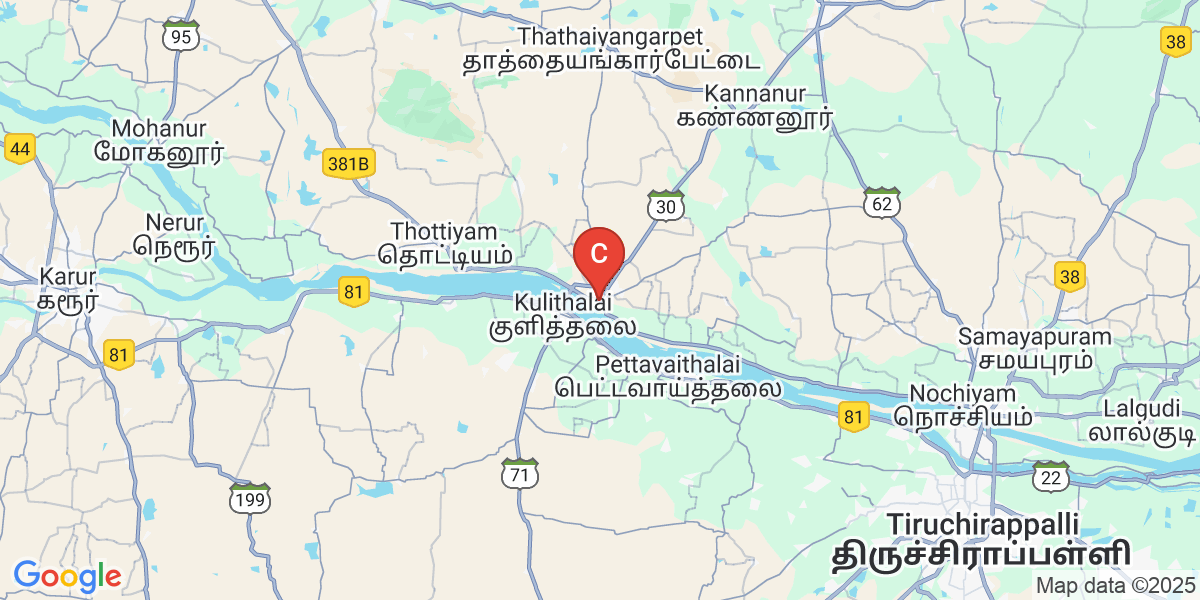 95
Thathaiyangarpet
தாத்தையங்கார்பேட்டை
38
Kannanur
கண்ணனூர்
Mohanur
மோகனூர்
44
381B
30
62
Nerur
நெரூர்
Thottiyam
தொட்டியம்
C
Karur
கரூர்
81
Kulithalai
குளித்தலை
38
81
Pettavaithalai
பெட்டவாய்த்தலை
Samayapuram
சமயபுரம்
Nochiyam
நொச்சியம்
81
Lalgudi
லால்குடி
71
199
22
Tiruchirappalli
திருச்சிராப்பள்ளி
Google
Map data ©2025